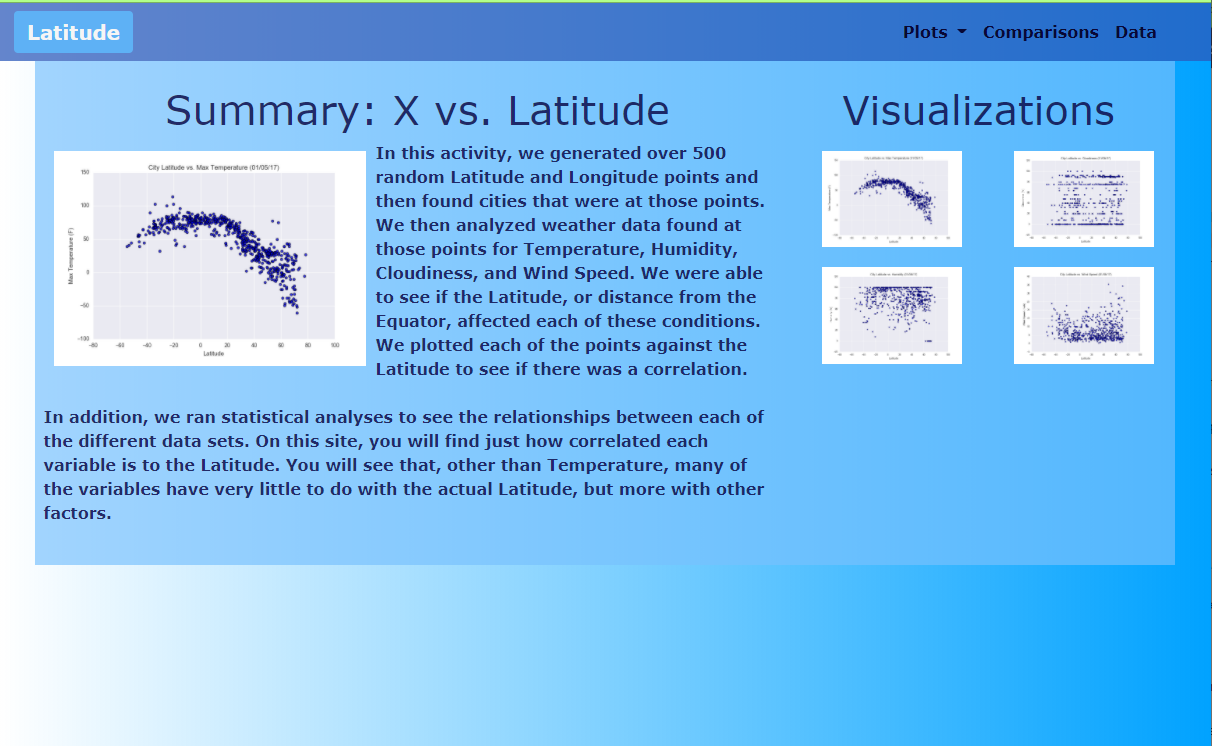 Latitude
Plots
Comparisons
Data
Summary: X vs. Latitude
City Latitude vs. Max Temperature (01/05/17)
Max Temperature (F)
150
100
50
0
−50
−100
−80 −60 −40 −20 0 20 40 60 80 100
Latitude
In this activity, we generated over 500
random Latitude and Longitude points and
then found cities that were at those points.
We then analyzed weather data found at
those points for Temperature, Humidity,
Cloudiness, and Wind Speed. We were able
to see if the Latitude, or distance from the
Equator, affected each of these conditions.
We plotted each of the points against the
Latitude to see if there was a correlation.
In addition, we ran statistical analyses to see the relationships between each of
the different data sets. On this site, you will find just how correlated each
variable is to the Latitude. You will see that, other than Temperature, many of
the variables have very little to do with the actual Latitude, but more with other
factors.
Visualizations